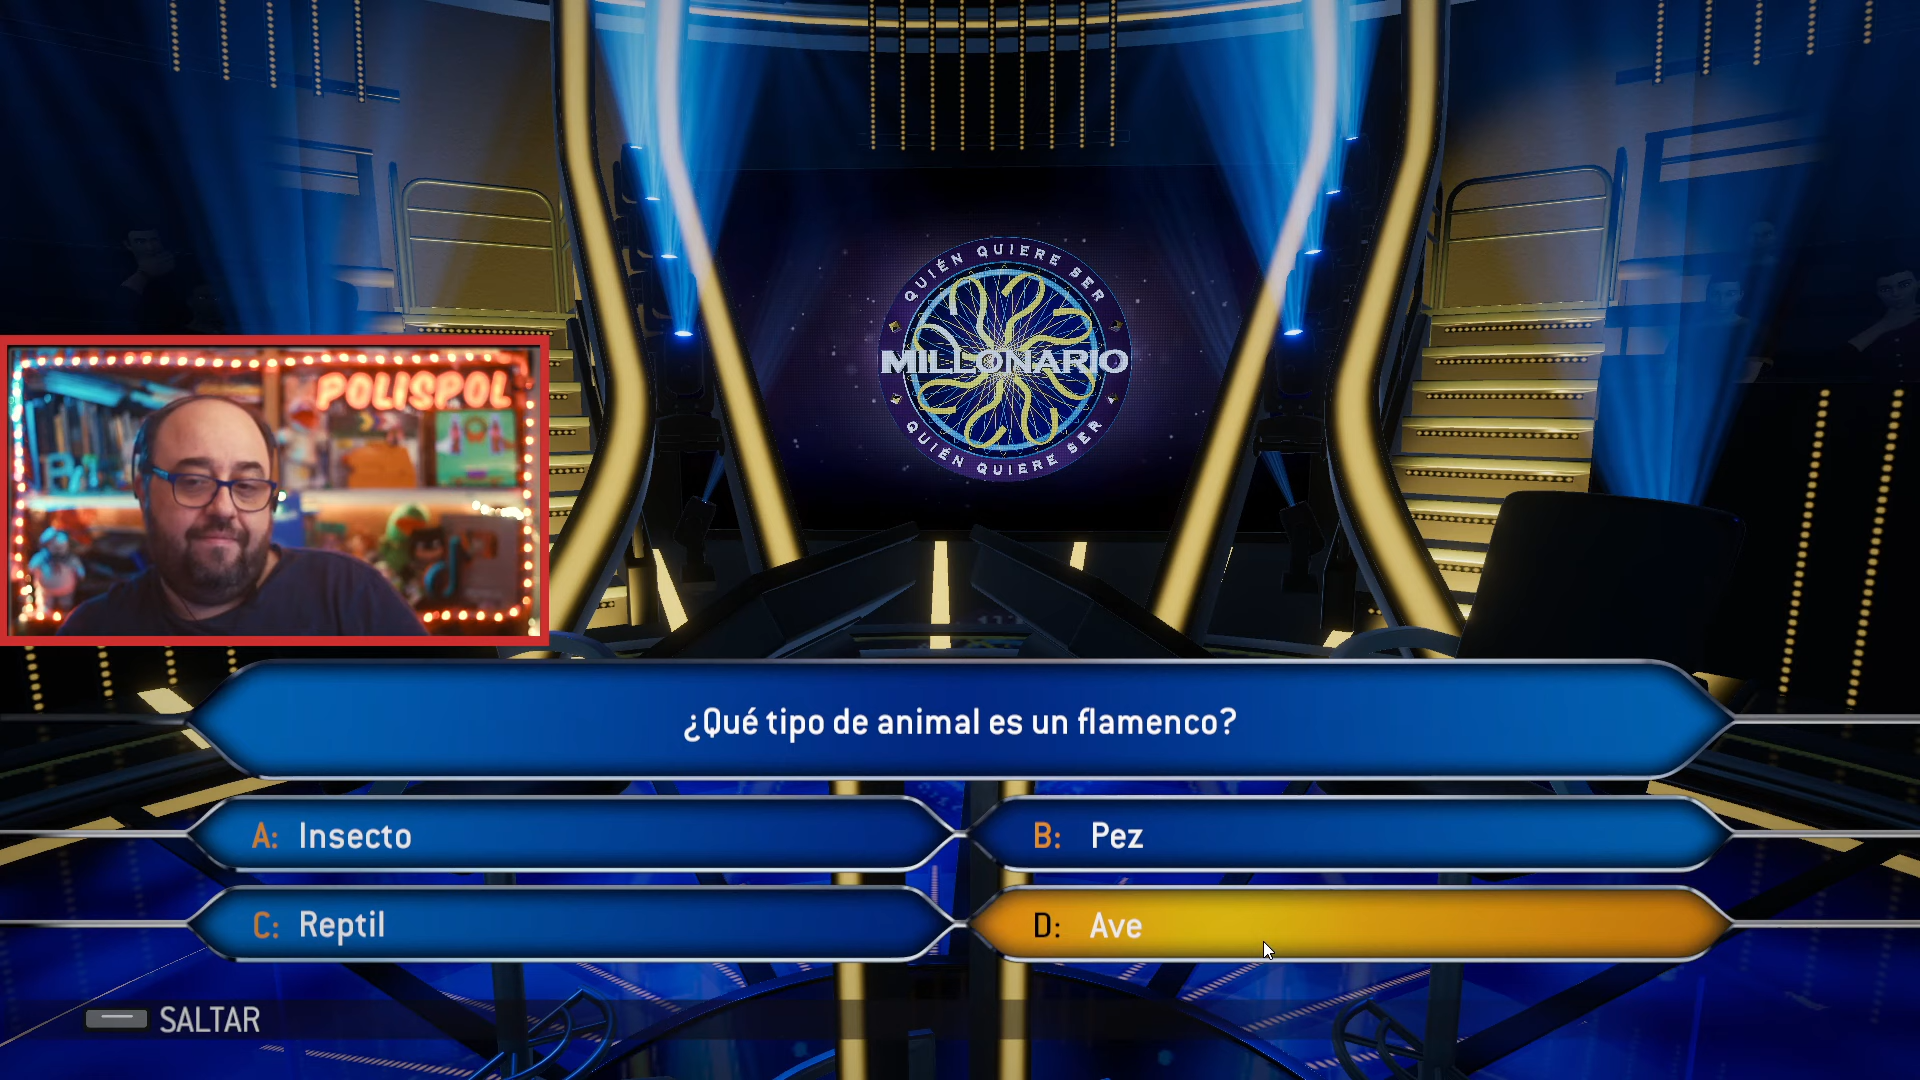 QUIÉN QUIERE SER
MILLONARIO
QUIÉN QUIERE SER
POLISPOL
¿Qué tipo de animal es un flamenco?
A: Insecto
B: Pez
C: Reptil
D: Ave
SALTAR